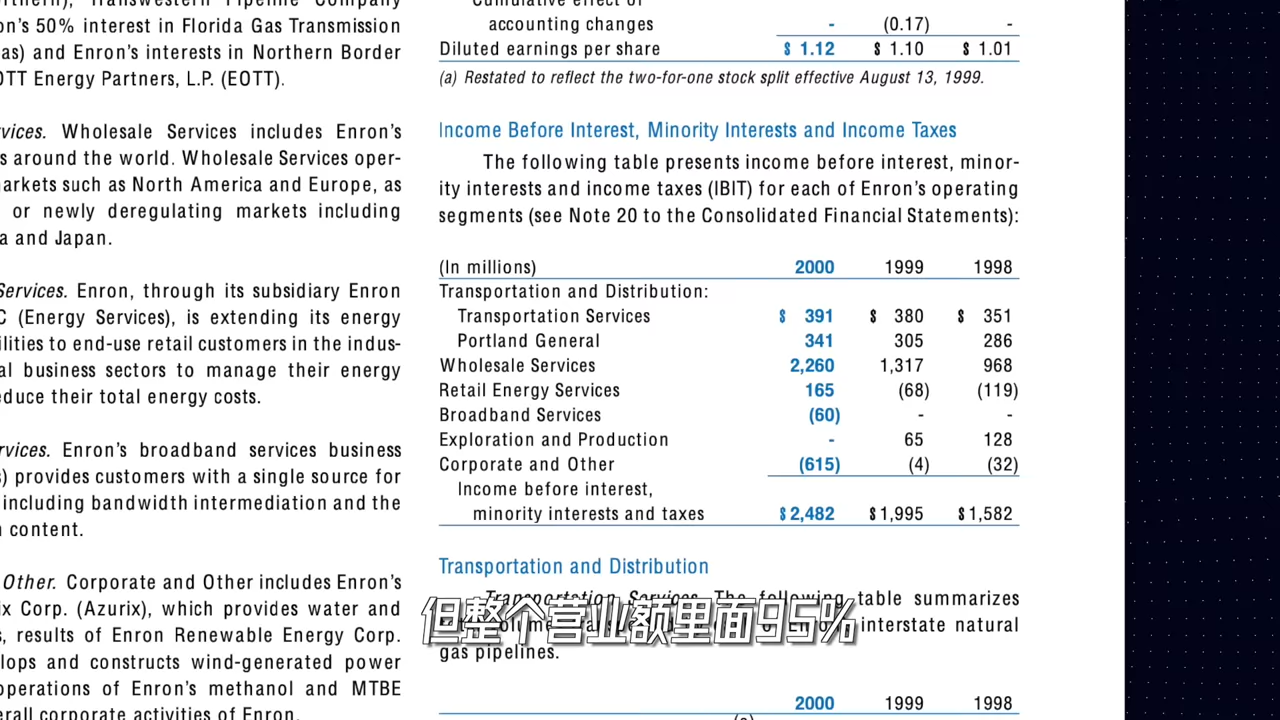 rthern), Transwestern Pipeline Company
on's 50% interest in Florida Gas Transmission
as) and Enron's interests in Northern Border
OTT Energy Partners, L.P. (EOTT).
rvices. Wholesale Services includes Enron's
s around the world. Wholesale Services oper-
arkets such as North America and Europe, as
or newly deregulating markets including
a and Japan.
Services. Enron, through its subsidiary Enron
C (Energy Services), is extending its energy
ilities to end-use retail customers in the indus-
al business sectors to manage their energy
educe their total energy costs.
rvices. Enron's broadband services business
s) provides customers with a single source for
including bandwidth intermediation and the
n content.
Other. Corporate and Other includes Enron's
ix Corp. (Azurix), which provides water and
s, results of Enron Renewable Energy Corp.
lops and constructs wind-generated power
operations of Enron's methanol and MTBE
erall corporate activities of Enron.
Cumulative effect of
accounting changes - (0.17) -
Diluted earnings per share $ 1.12 $ 1.10 $ 1.01
(a) Restated to reflect the two-for-one stock split effective August 13, 1999.
Income Before Interest, Minority Interests and Income Taxes
The following table presents income before interest, minor-
ity interests and income taxes (IBIT) for each of Enron's operating
segments (see Note 20 to the Consolidated Financial Statements):
(In millions) 2000 1999 1998
Transportation and Distribution:
Transportation Services $ 391 $ 380 $ 351
Portland General 341 305 286
Wholesale Services 2,260 1,317 968
Retail Energy Services 165 (68) (119)
Broadband Services (60) - -
Exploration and Production - 65 128
Corporate and Other (615) (4) (32)
Income before interest,
minority interests and taxes $ 2,482 $ 1,995 $ 1,582
Transportation and Distribution
Transportation Services. The following table summarizes
interstate natural
gas pipelines.
2000 1999 1998
但整个营业额里面95%